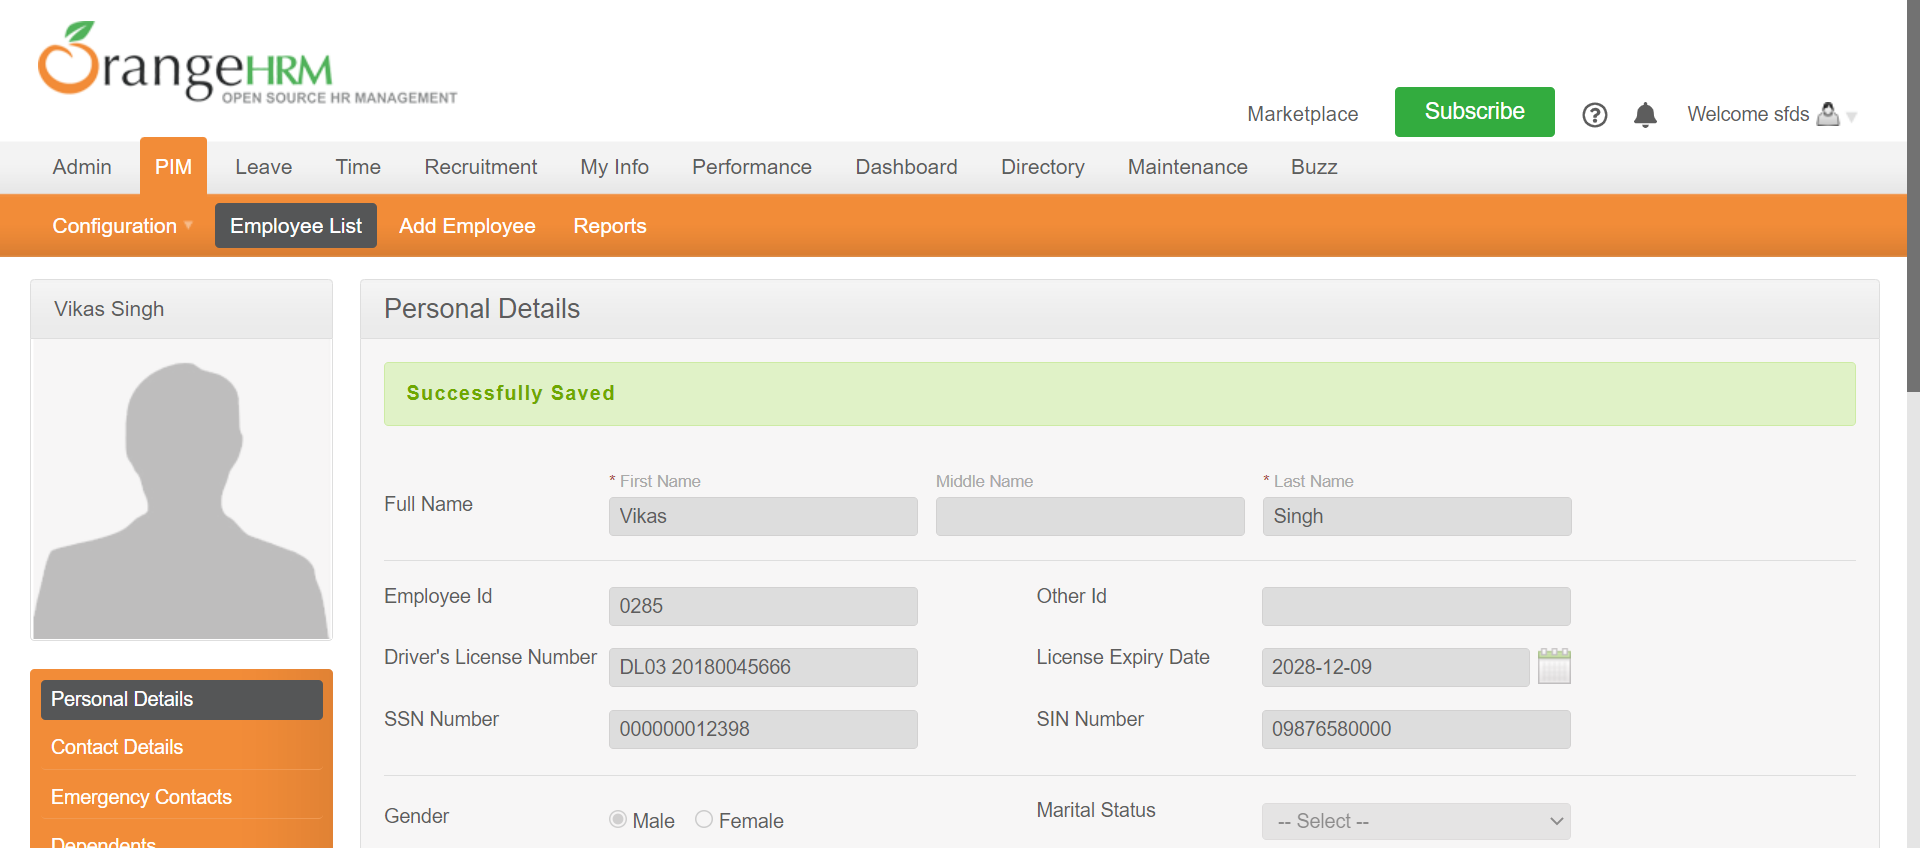 OrangeHRM
OPEN SOURCE HR MANAGEMENT
Marketplace Subscribe ? Welcome sfds
Admin PIM Leave Time Recruitment My Info Performance Dashboard Directory Maintenance Buzz
Configuration Employee List Add Employee Reports
Vikas Singh
Personal Details
Successfully Saved
* First Name Middle Name * Last Name
Full Name Vikas Singh
Employee Id 0285 Other Id
Driver's License Number DL03 20180045666 License Expiry Date 2028-12-09
SSN Number 000000012398 SIN Number 09876580000
Gender Male Female Marital Status -- Select --
Personal Details
Contact Details
Emergency Contacts
Dependents